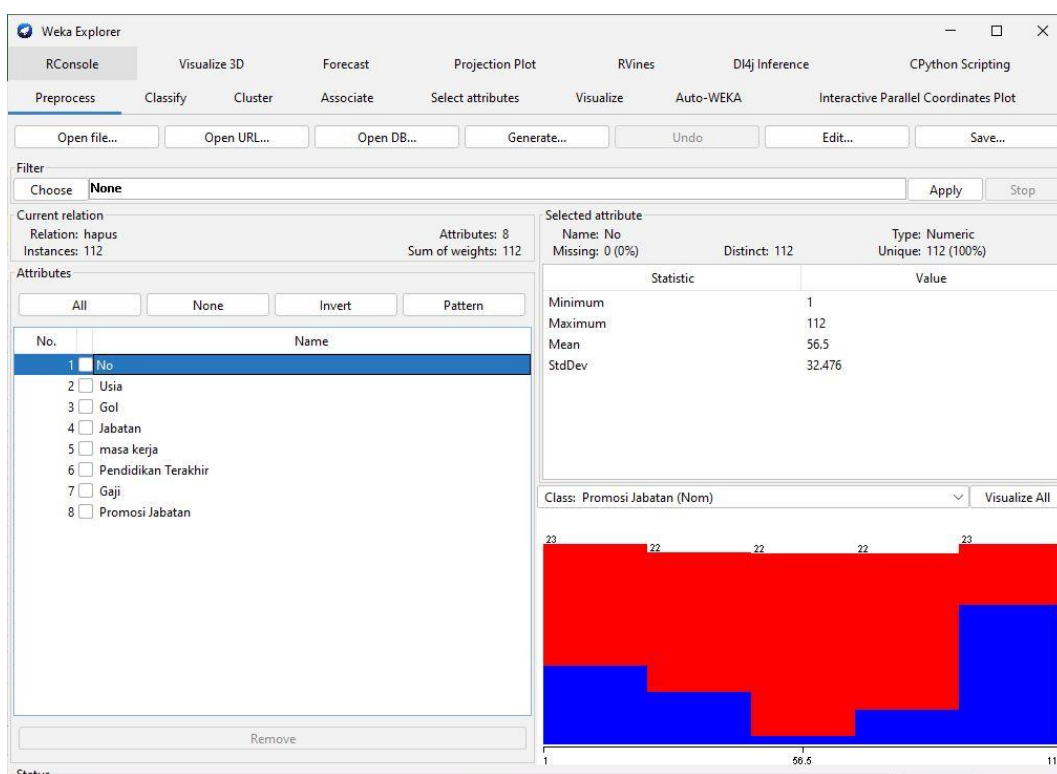 Weka Explorer
RConsole Visualize 3D Forecast Projection Plot RVines Dl4j Inference CPython Scripting
Preprocess Classify Cluster Associate Select attributes Visualize Auto-WEKA Interactive Parallel Coordinates Plot
Open file... Open URL... Open DB... Generate... Undo Edit... Save...
Filter
Choose None Apply Stop
Current relation
Relation: hapus Attributes: 8
Instances: 112 Sum of weights: 112
Attributes
All None Invert Pattern
No. Name
1 No
2 Usia
3 Gol
4 Jabatan
5 masa kerja
6 Pendidikan Terakhir
7 Gaji
8 Promosi Jabatan
Remove
Selected attribute
Name: No Type: Numeric
Missing: 0 (0%) Distinct: 112 Unique: 112 (100%)
Statistic Value
Minimum 1
Maximum 112
Mean 56.5
StdDev 32.476
Class: Promosi Jabatan (Nom) Visualize All
23 22 22 22 23
1 56.5 11
Status